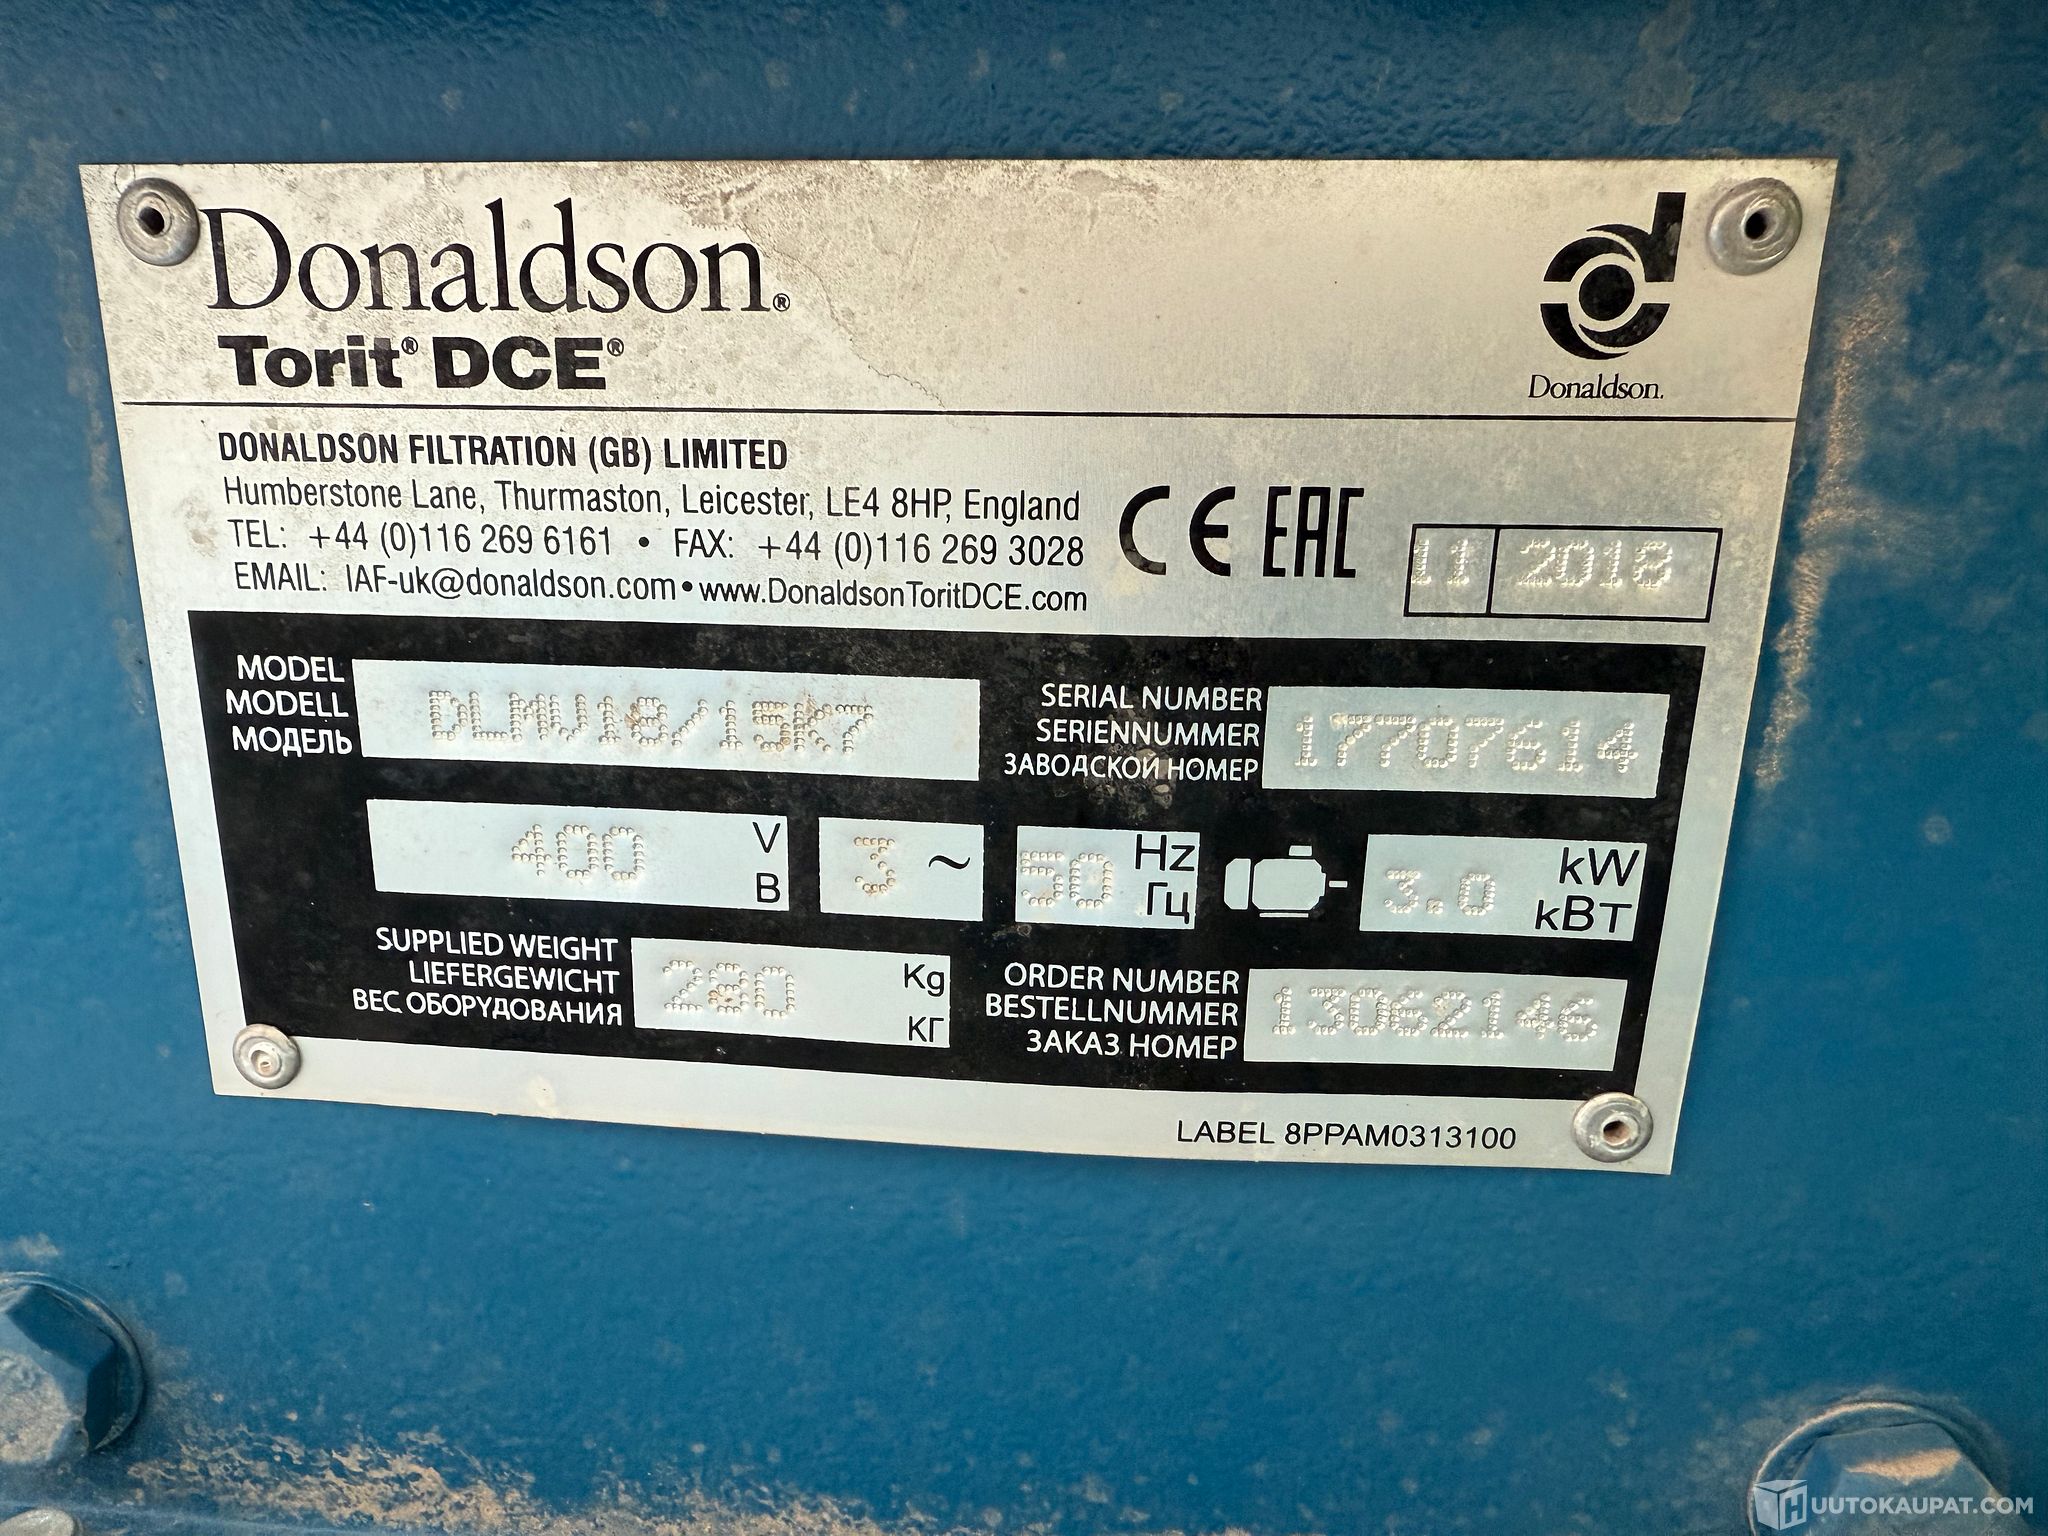 Donaldson®
Torit® DCE®
Donaldson.
DONALDSON FILTRATION (GB) LIMITED
Humberstone Lane, Thurmaston, Leicester, LE4 8HP, England
TEL: +44 (0)116 269 6161 • FAX: +44 (0)116 269 3028
EMAIL: IAF-uk@donaldson.com • www.DonaldsonToritDCE.com
CE EAC
11 2018
MODEL
MODELL
МОДЕЛЬ
DLMV18/15K7
SERIAL NUMBER
SERIENNUMMER
ЗАВОДСКОЙ НОМЕР
17707614
400 V
В
3 ~
50 Hz
Гц
3.0 kW
кВТ
SUPPLIED WEIGHT
LIEFERGEWICHT
ВЕС ОБОРУДОВАНИЯ
280 Kg
КГ
ORDER NUMBER
BESTELLNUMMER
ЗАКАЗ НОМЕР
13062146
LABEL 8PPAM0313100
HUUTOKAUPAT.COM